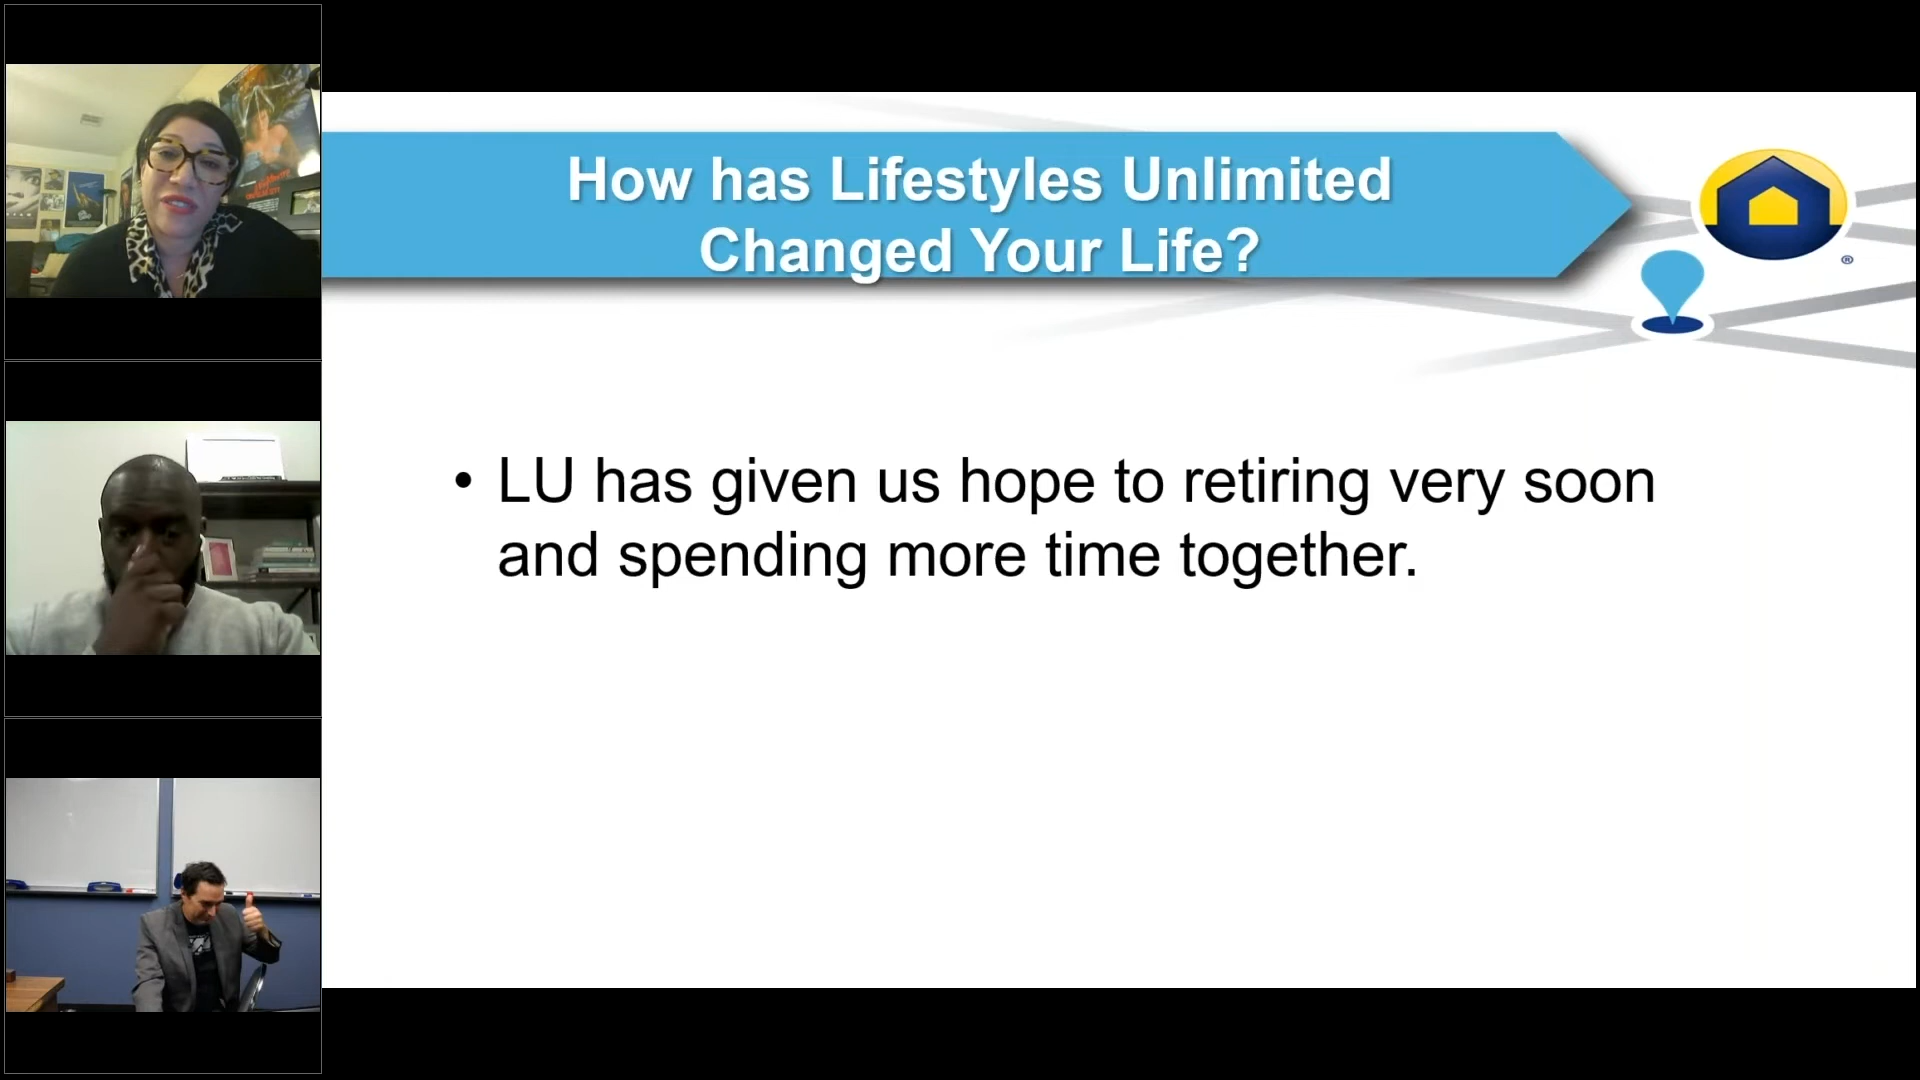 How has Lifestyles Unlimited
Changed Your Life?
®
• LU has given us hope to retiring very soon
and spending more time together.